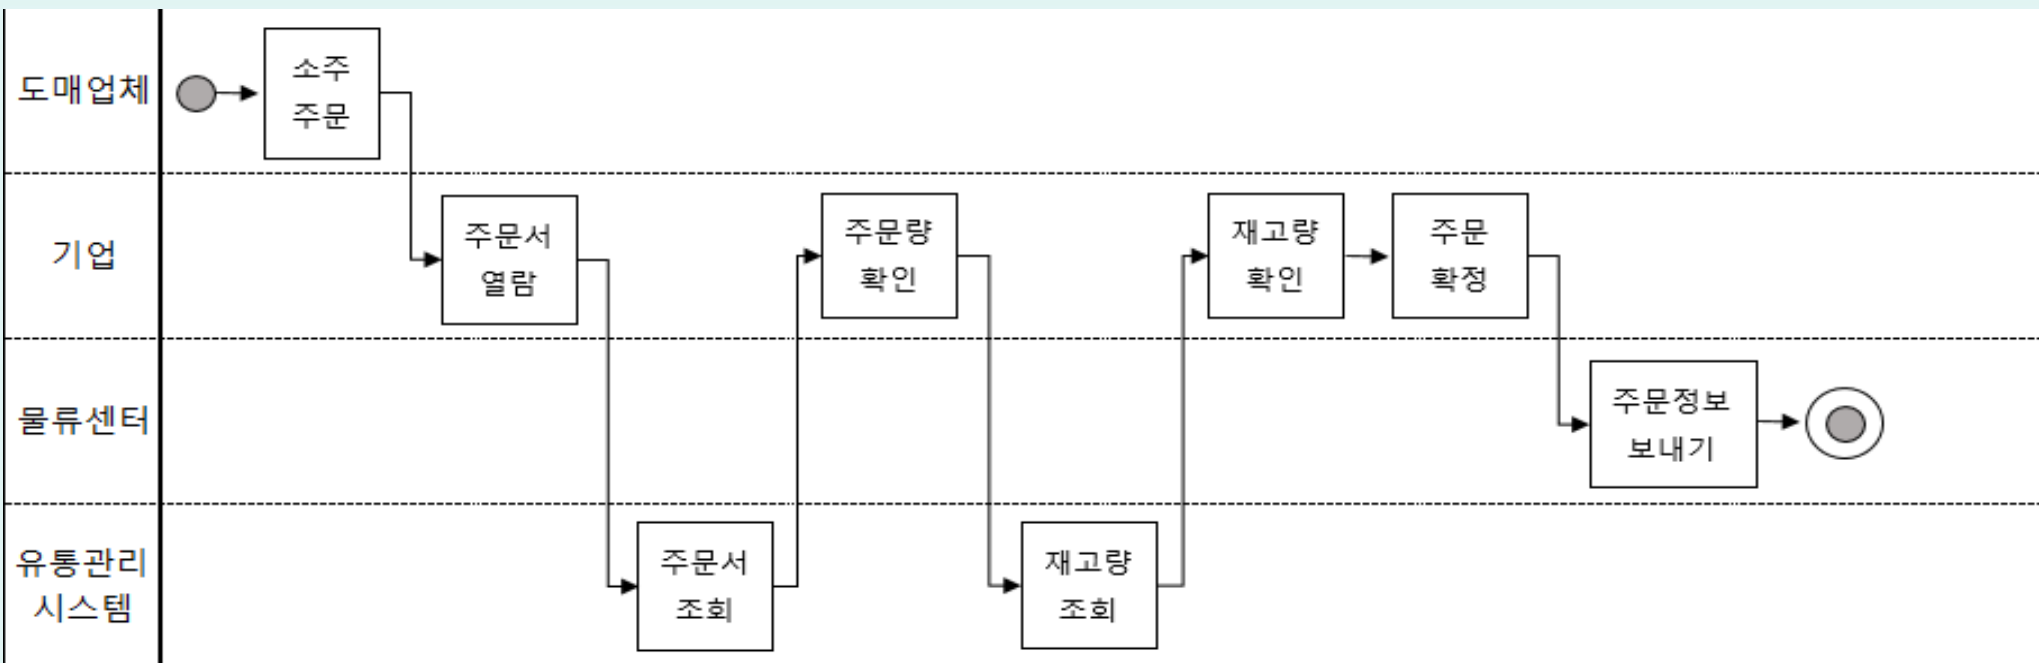 도매업체
소주
주문
기업
주문서
열람
주문량
확인
재고량
확인
주문
확정
물류센터
주문정보
보내기
유통관리
시스템
주문서
조회
재고량
조회